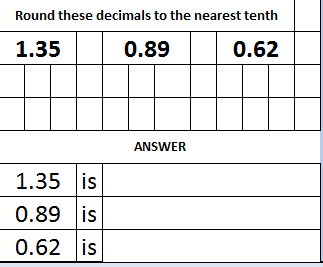 Round these decimals to the nearest tenth
1.35 0.89 0.62
ANSWER
1.35 is
0.89 is
0.62 is